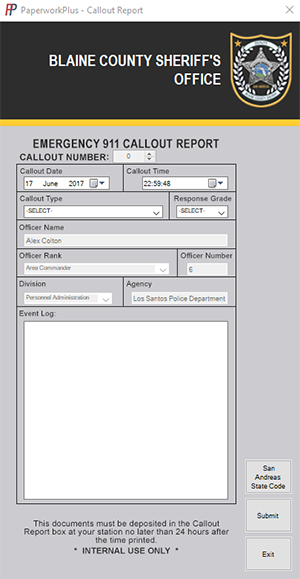 PaperworkPlus - Callout Report
BLAINE COUNTY SHERIFF'S
OFFICE
EMERGENCY 911 CALLOUT REPORT
CALLOUT NUMBER: 0
Callout Date
Callout Time
17 June 2017
22:59:48
Callout Type
Response Grade
-SELECT-
-SELECT-
Officer Name
Alex Colton
Officer Rank
Officer Number
Area Commander
6
Division
Agency
Personnel Administration
Los Santos Police Department
Event Log:
San
Andreas
State Code
Submit
This documents must be deposited in the Callout
Report box at your station no later than 24 hours after
the time printed.
* INTERNAL USE ONLY *
Exit